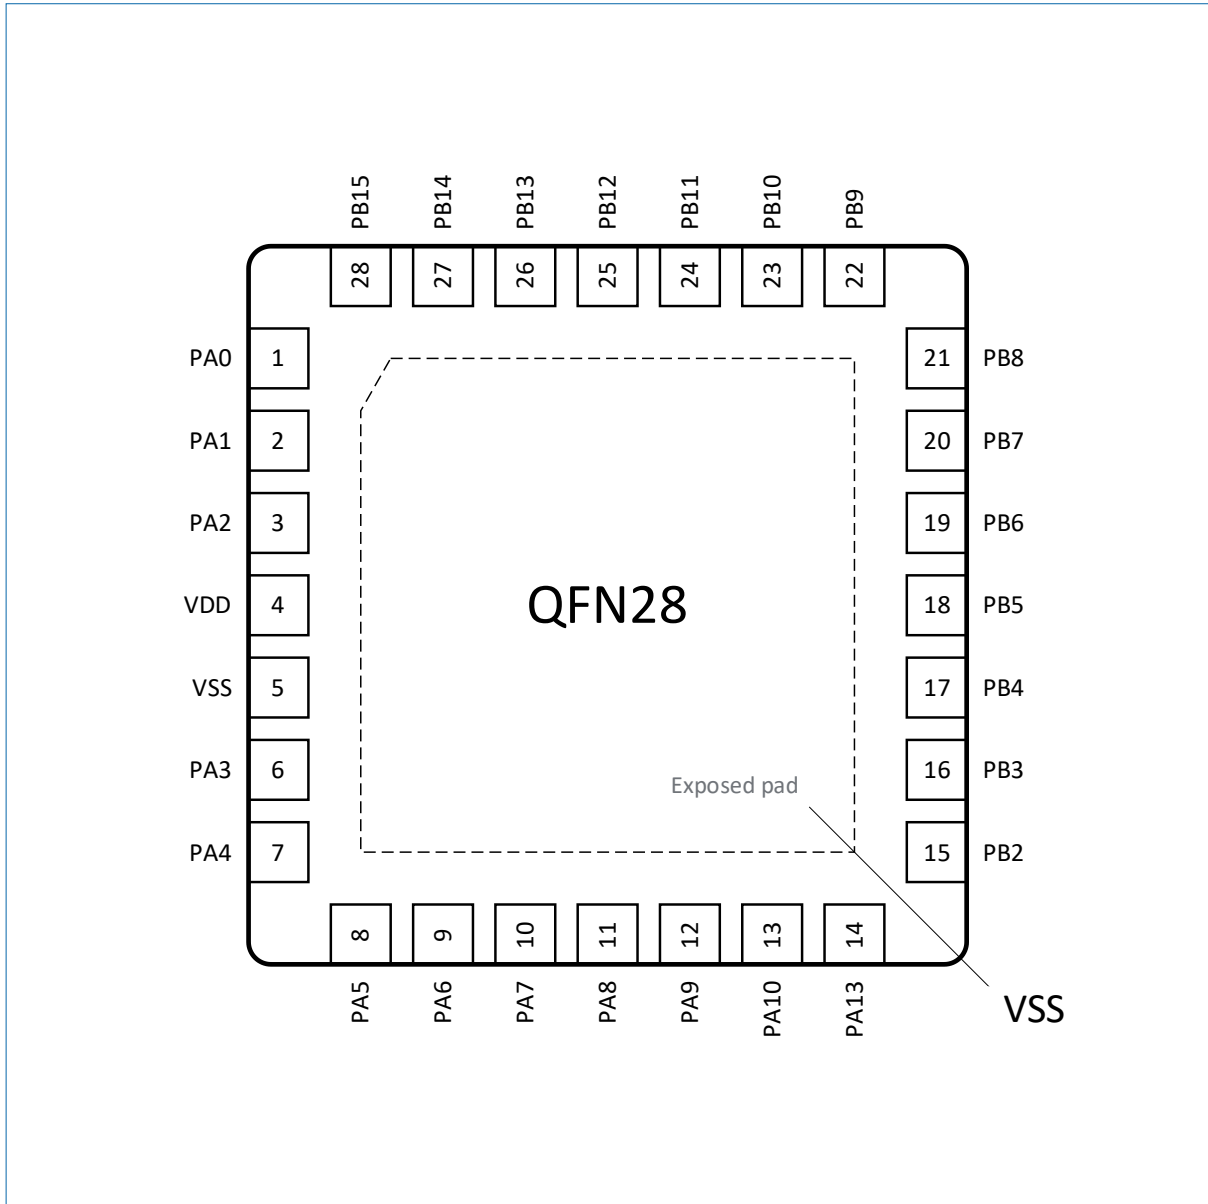 PB15 PB14 PB13 PB12 PB11 PB10 PB9
28 27 26 25 24 23 22
PA0 1 21 PB8
PA1 2 20 PB7
PA2 3 19 PB6
VDD 4 QFN28 18 PB5
VSS 5 17 PB4
PA3 6 16 PB3
Exposed pad
PA4 7 15 PB2
8 9 10 11 12 13 14
PA5 PA6 PA7 PA8 PA9 PA10 PA13
VSS